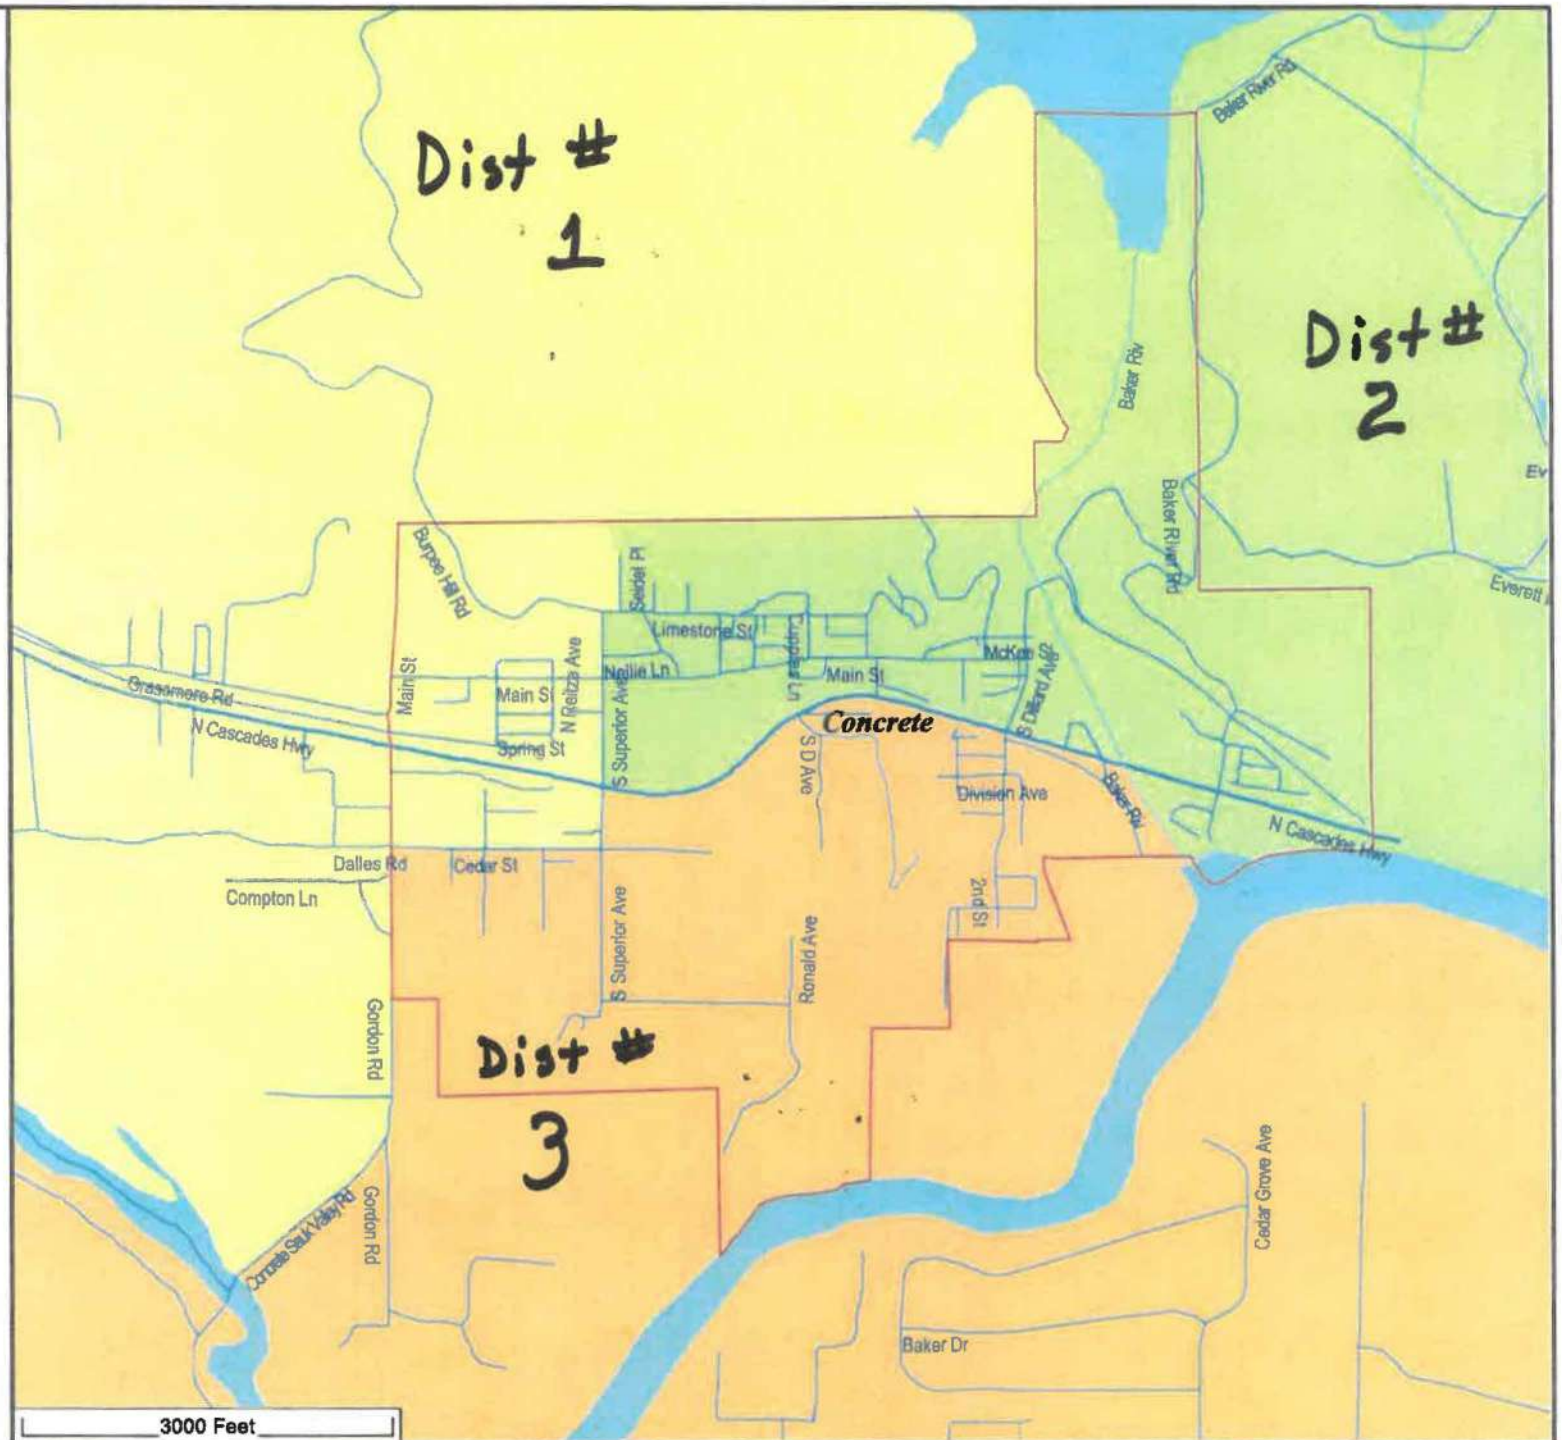 Baker River Rd
Dist #
1
Dist #
2
Baker Riv
Ev
Baker River Rd
Everett
Burpee Hill Rd
Seidel Pl
Limestone St
Cupples Ln
McKee
Nellie Ln
Main St
Main St
Main St
N Reitza Ave
S Superior Ave
S Dillard Ave
Grassmere Rd
N Cascades Hwy
Spring St
Concrete
S D Ave
Division Ave
Baker Riv
N Cascades Hwy
Dalles Rd
Cedar St
Compton Ln
2nd St
S Superior Ave
Ronald Ave
Gordon Rd
Dist #
3
Concrete Sauk Valley Rd
Gordon Rd
Cedar Grove Ave
Baker Dr
3000 Feet